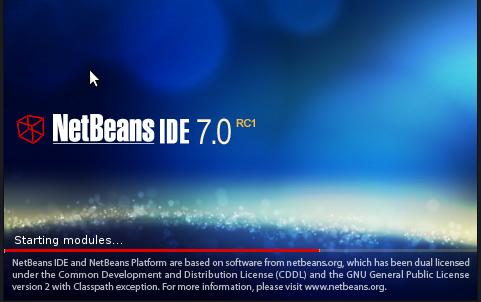 NetBeans IDE 7.0 RC1
Starting modules...
NetBeans IDE and NetBeans Platform are based on software from netbeans.org, which has been dual licensed
under the Common Development and Distribution License (CDDL) and the GNU General Public License
version 2 with Classpath exception. For more information, please visit www.netbeans.org.